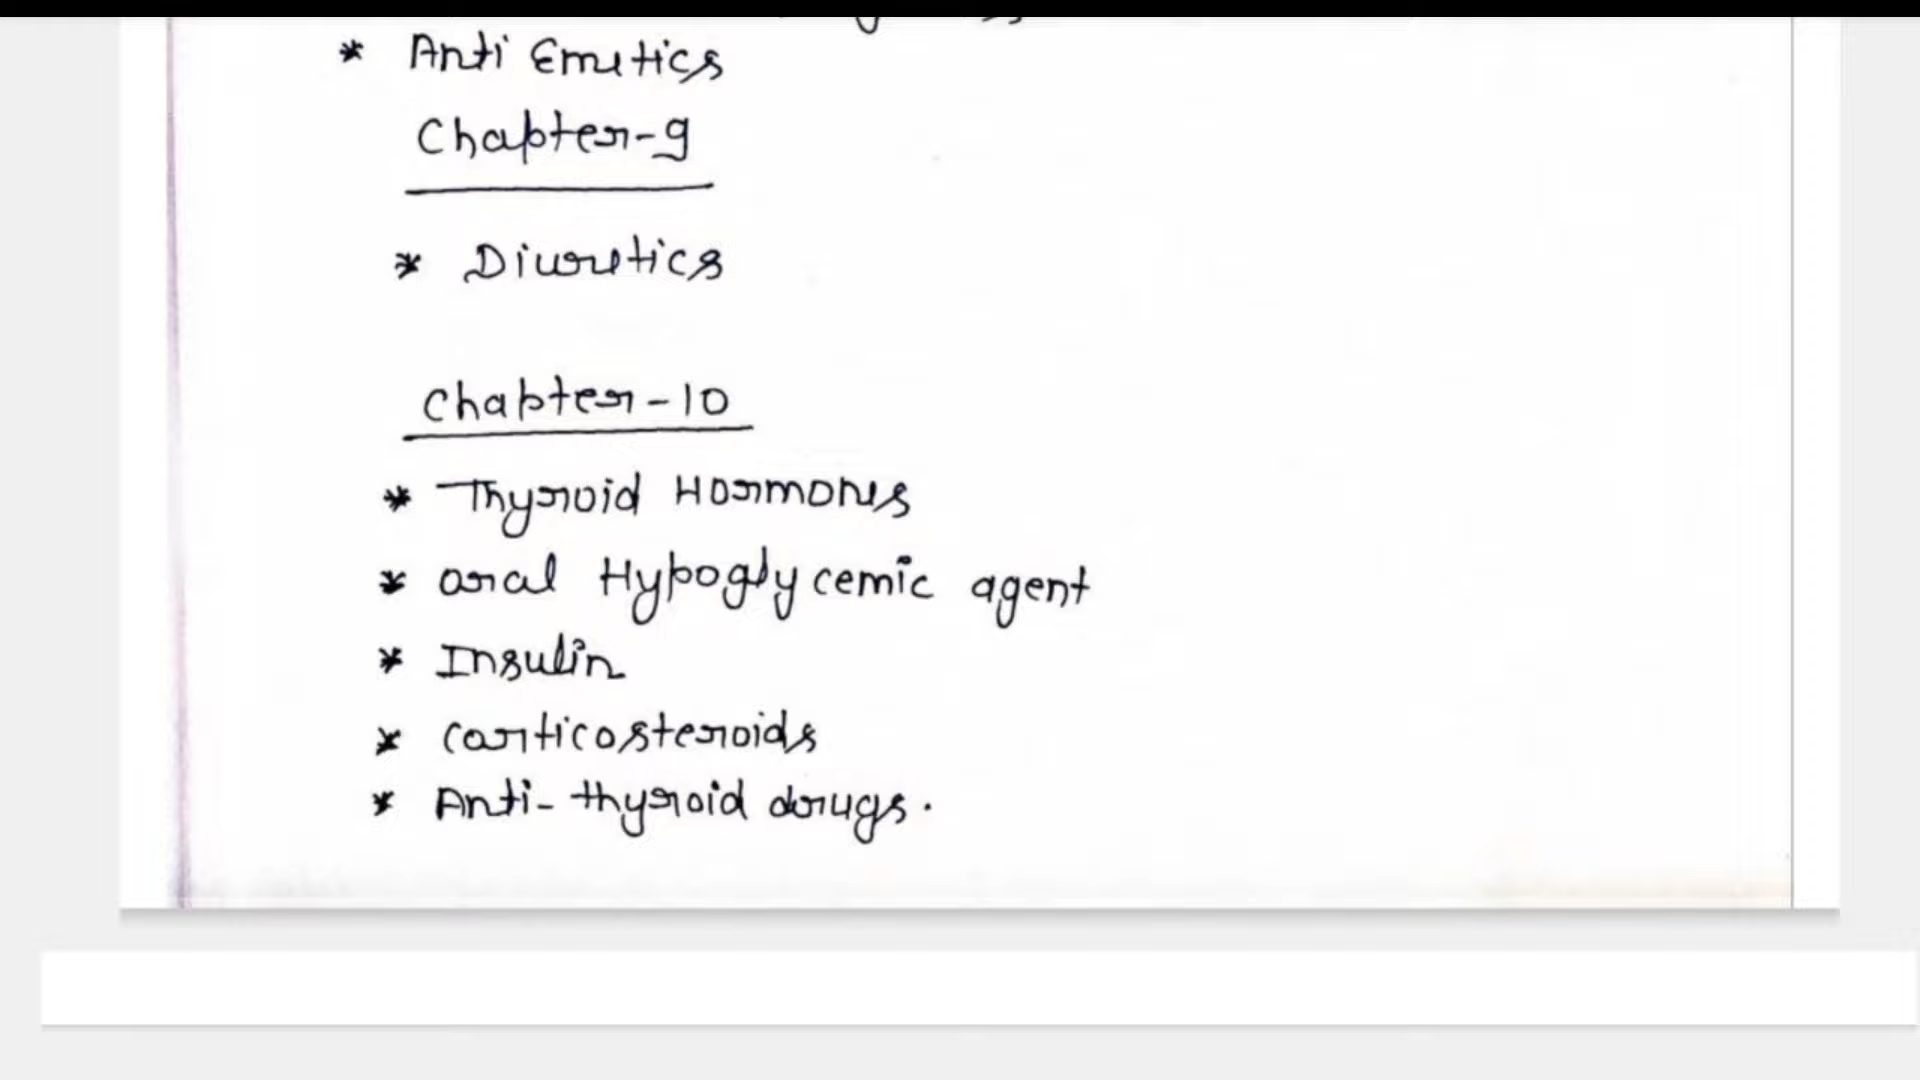 * Anti Emetics
Chapter-9
* Diuretics
Chapter-10
* Thyroid Hormones
* oral Hypoglycemic agent
* Insulin
* corticosteroids
* Anti-thyroid drugs.